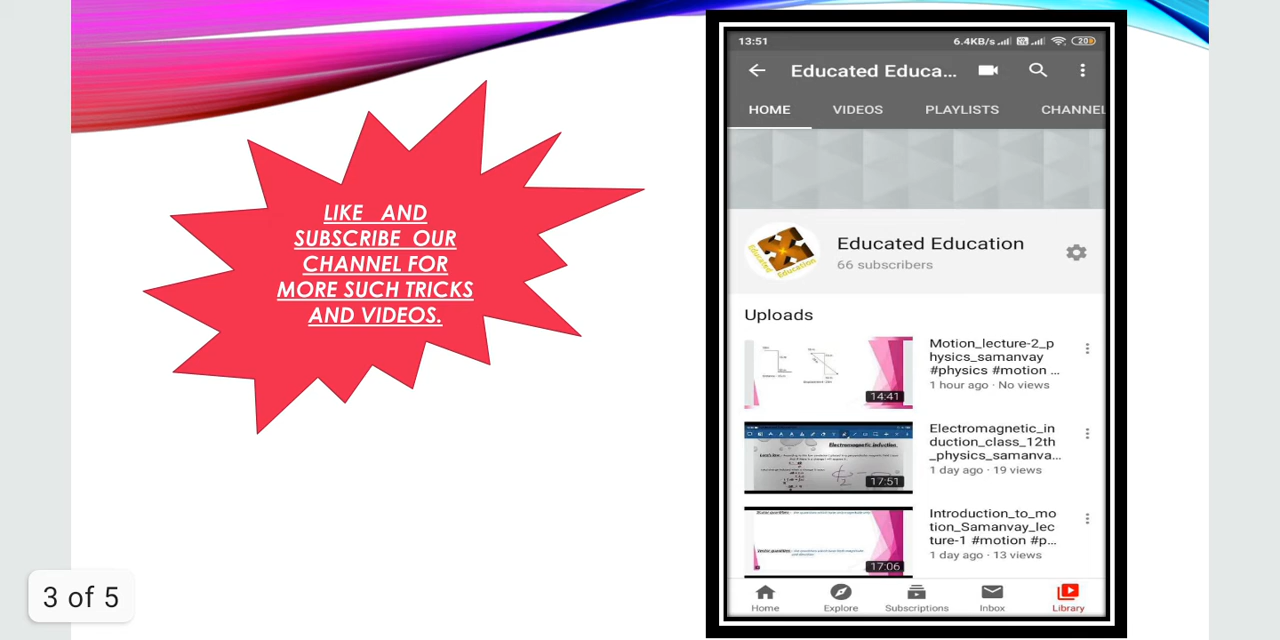 LIKE AND
SUBSCRIBE OUR
CHANNEL FOR
MORE SUCH TRICKS
AND VIDEOS.
3 of 5
13:51
6.4KB/s
20
Educated Educa...
HOME VIDEOS PLAYLISTS CHANNEL
Educated Education
66 subscribers
Educated
Education
Uploads
Motion_lecture-2_p
hysics_samanvay
#physics #motion ...
1 hour ago · No views
14:41
Electromagnetic_in
duction_class_12th
_physics_samanva...
1 day ago · 19 views
17:51
Introduction_to_mo
tion_Samanvay_lec
ture-1 #motion #p...
1 day ago · 13 views
17:06
Home Explore Subscriptions Inbox Library